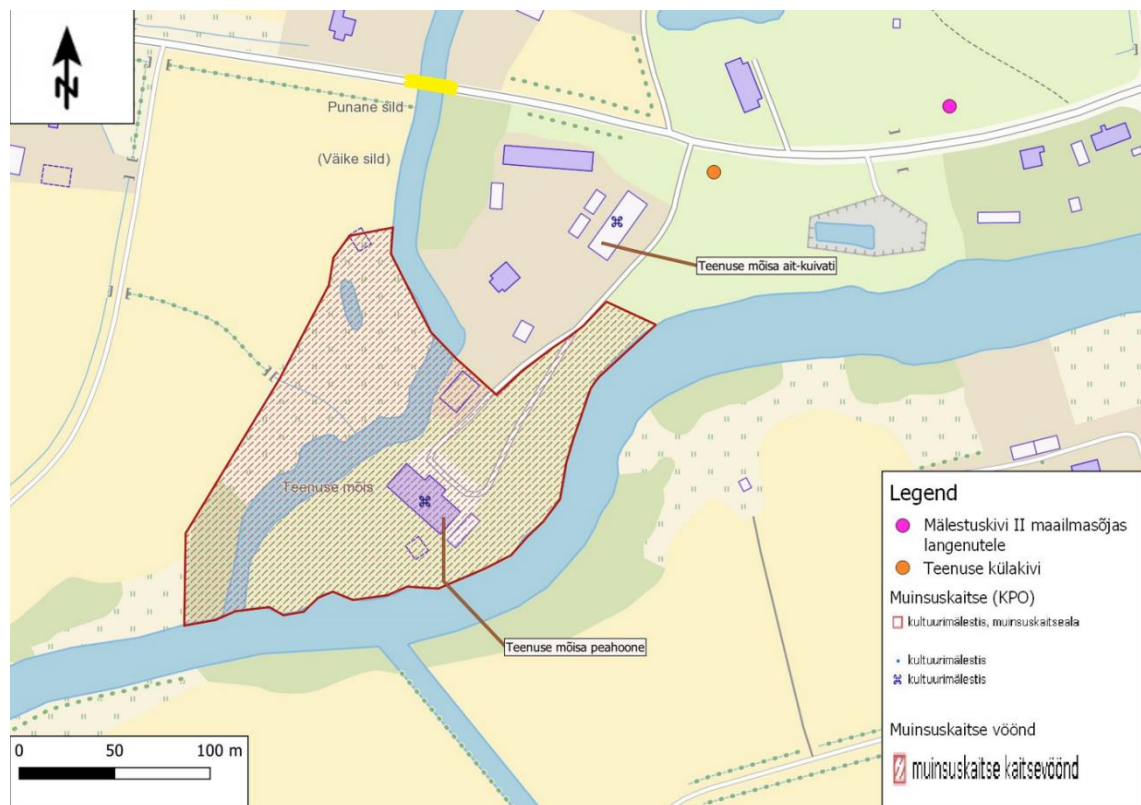 N
Punane sild
(Väike sild)
Teenuse mõisa ait-kuivati
Teenuse mõis
Teenuse mõisa peahoone
0 50 100 m
Legend
Mälestuskivi II maailmasõjas
langenutele
Teenuse külakivi
Muinsuskaitse (KPO)
kultuurimälestis, muinsuskaitseala
kultuurimälestis
kultuurimälestis
Muinsuskaitse vöönd
muinsuskaitse kaitsevöönd